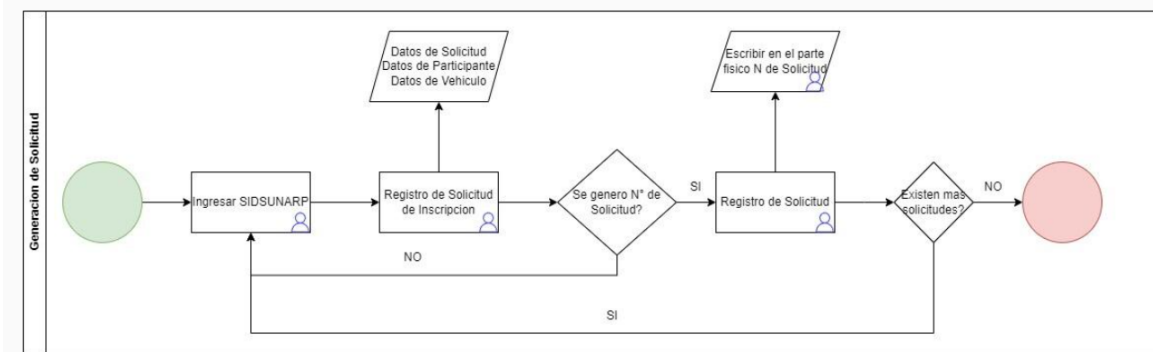 Generacion de Solicitud
Datos de Solicitud
Datos de Participante
Datos de Vehiculo
Escribir en el parte
fisico N de Solicitud
Ingresar SIDSUNARP
Registro de Solicitud
de Inscripcion
Se genero N° de
Solicitud?
SI
Registro de Solicitud
Existen mas
solicitudes?
NO
NO
SI